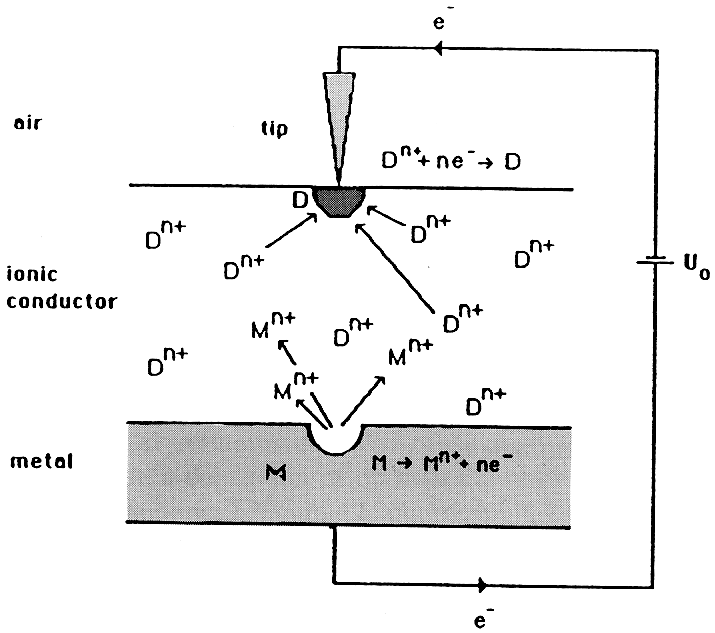 e⁻
air
tip
Dⁿ⁺ + ne⁻ → D
D
Dⁿ⁺
Dⁿ⁺
Dⁿ⁺
Dⁿ⁺
ionic
conductor
U₀
Mⁿ⁺
Dⁿ⁺
Dⁿ⁺
Mⁿ⁺
Dⁿ⁺
Mⁿ⁺
Dⁿ⁺
metal
M
M → Mⁿ⁺ + ne⁻
e⁻